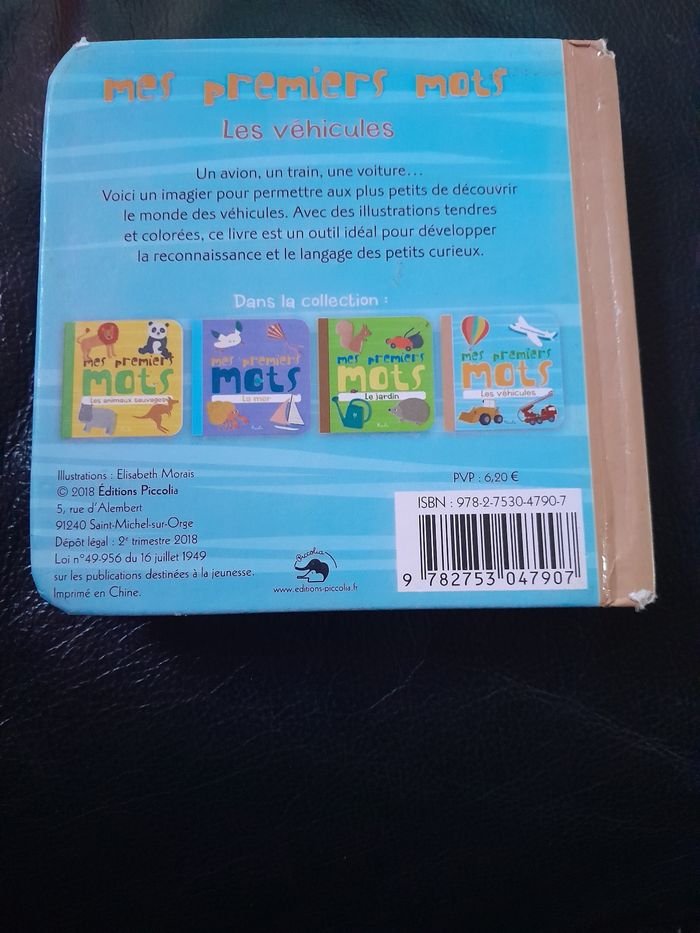 mes premiers mots
Les véhicules
Un avion, un train, une voiture...
Voici un imagier pour permettre aux plus petits de découvrir
le monde des véhicules. Avec des illustrations tendres
et colorées, ce livre est un outil idéal pour développer
la reconnaissance et le langage des petits curieux.
Dans la collection :
mes premiers
mots
Les animaux sauvages
mes premiers
mots
La mer
mes premiers
mots
Le jardin
mes premiers
mots
Les véhicules
Illustrations : Elisabeth Morais
© 2018 Éditions Piccolia
5, rue d'Alembert
91240 Saint-Michel-sur-Orge
Dépôt légal : 2e trimestre 2018
Loi n°49-956 du 16 juillet 1949
sur les publications destinées à la jeunesse.
Imprimé en Chine.
Piccolia
www.editions-piccolia.fr
PVP : 6,20 €
ISBN : 978-2-7530-4790-7
9 782753 047907